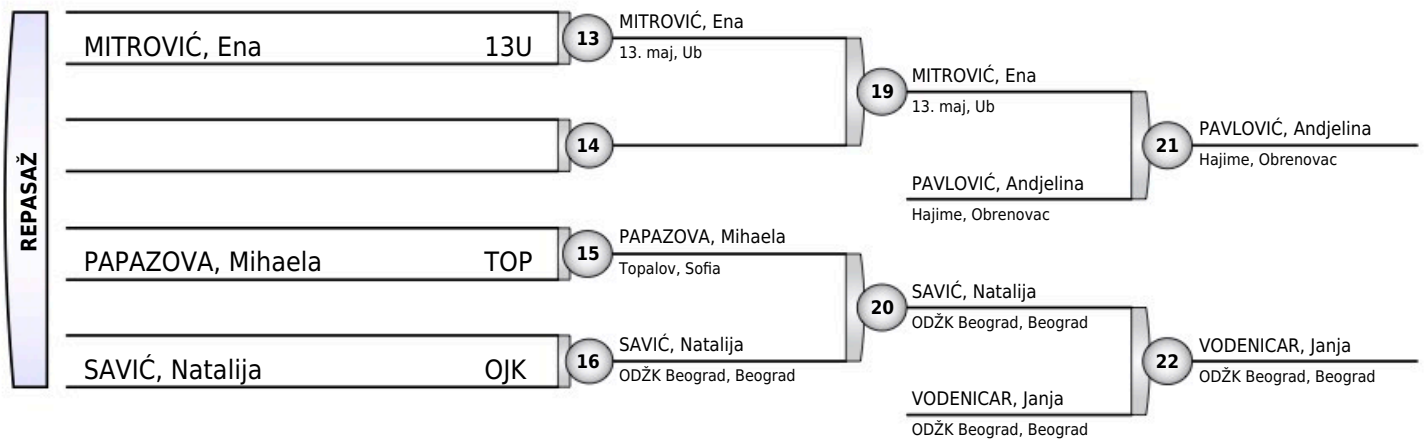 REPASAŽ
MITROVIĆ, Ena 13U
13
MITROVIĆ, Ena
13. maj, Ub
14
19
MITROVIĆ, Ena
13. maj, Ub
PAVLOVIĆ, Andjelina
Hajime, Obrenovac
21
PAVLOVIĆ, Andjelina
Hajime, Obrenovac
PAPAZOVA, Mihaela TOP
15
PAPAZOVA, Mihaela
Topalov, Sofia
SAVIĆ, Natalija OJK
16
SAVIĆ, Natalija
ODŽK Beograd, Beograd
20
SAVIĆ, Natalija
ODŽK Beograd, Beograd
VODENICAR, Janja
ODŽK Beograd, Beograd
22
VODENICAR, Janja
ODŽK Beograd, Beograd